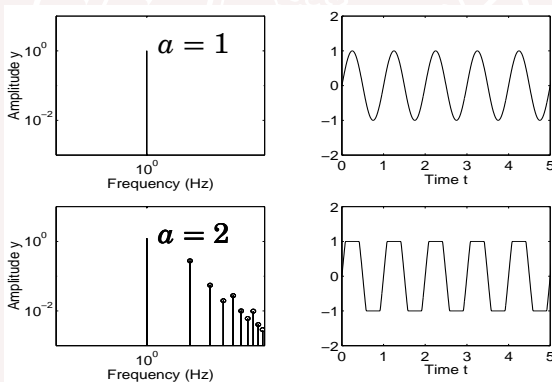 a = 1
Amplitude y
10^0
10^-2
10^0
Frequency (Hz)
2
1
0
-1
-2
0 1 2 3 4 5
Time t
a = 2
Amplitude y
10^0
10^-2
10^0
Frequency (Hz)
2
1
0
-1
-2
0 1 2 3 4 5
Time t